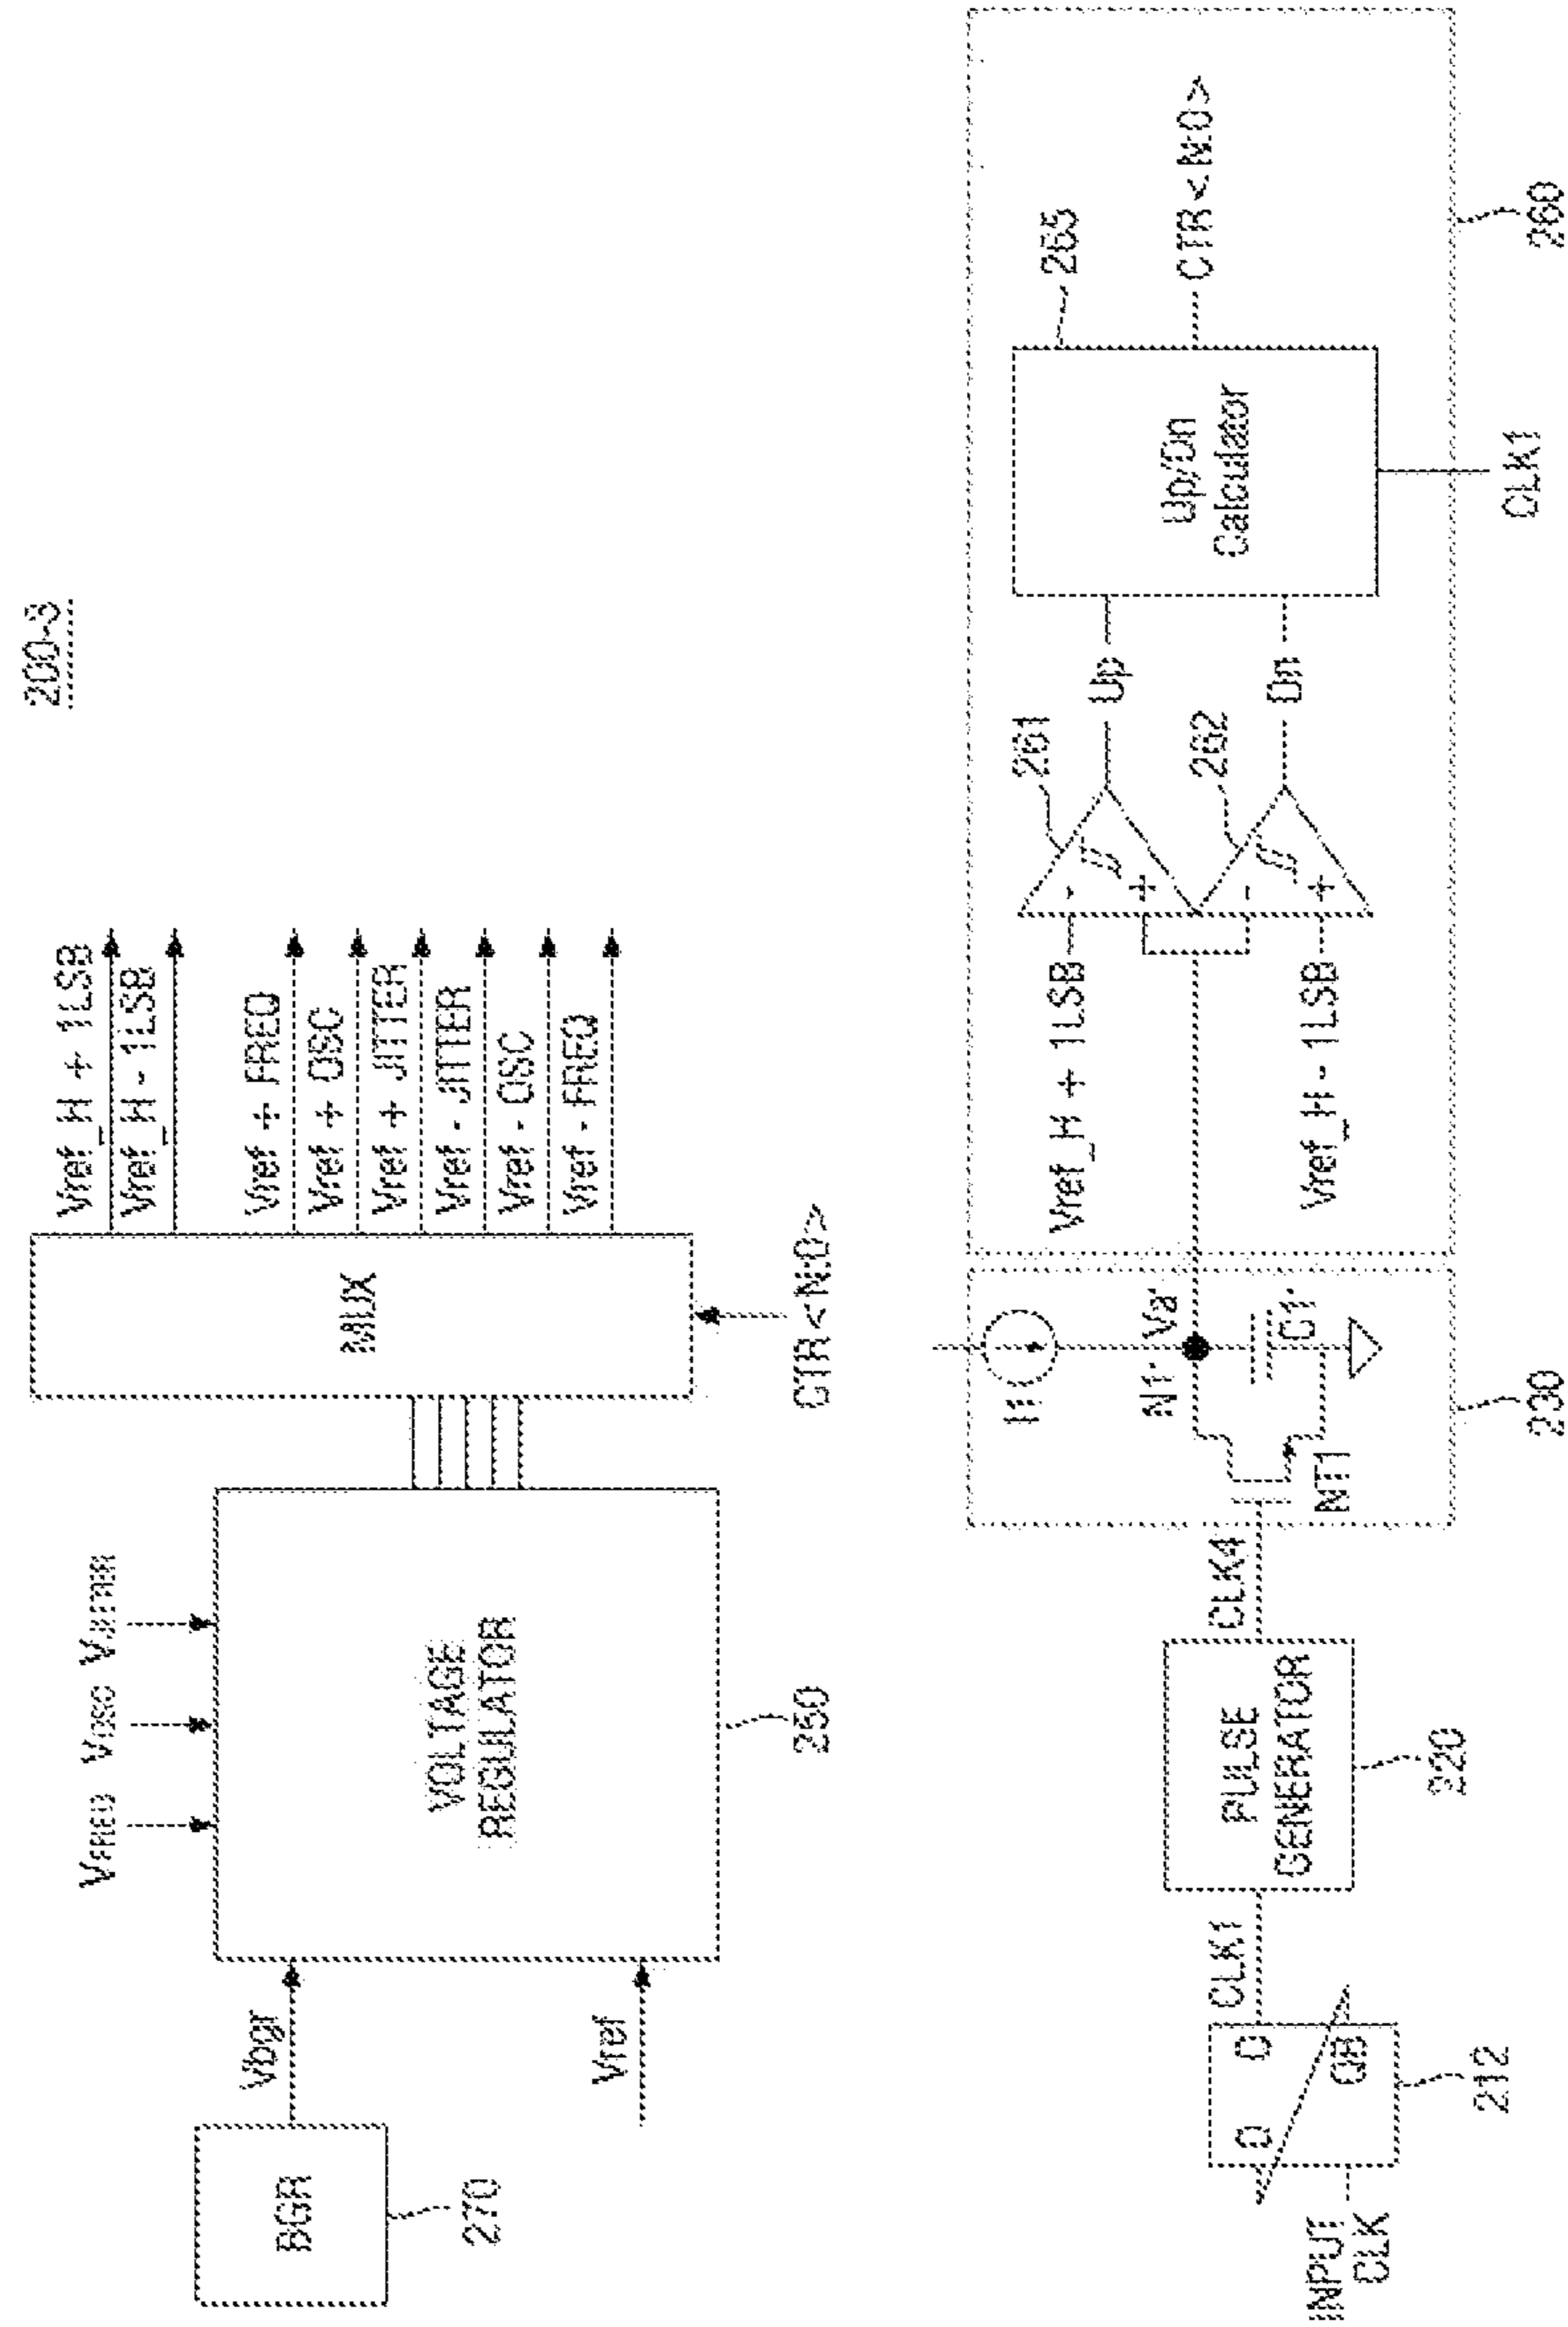 200-3
BGR
270
Vbgr
Vref
VFREQ
VOSC
VJITTER
VOLTAGE
REGULATOR
250
MUX
CTR<N:0>
Vref_H + 1LSB
Vref_H - 1LSB
Vref + FREQ
Vref + OSC
Vref + JITTER
Vref - JITTER
Vref - OSC
Vref - FREQ
INPUT
CLK
D
Q
QB
212
CLK1
PULSE
GENERATOR
220
CLK4
NT1
I1'
N1'
Va'
C1'
230
Vref_H + 1LSB
Vref_H - 1LSB
-
+
-
+
261
262
Up
Dn
Up/Dn
Calculator
265
CLK1
CTR<N:0>
260